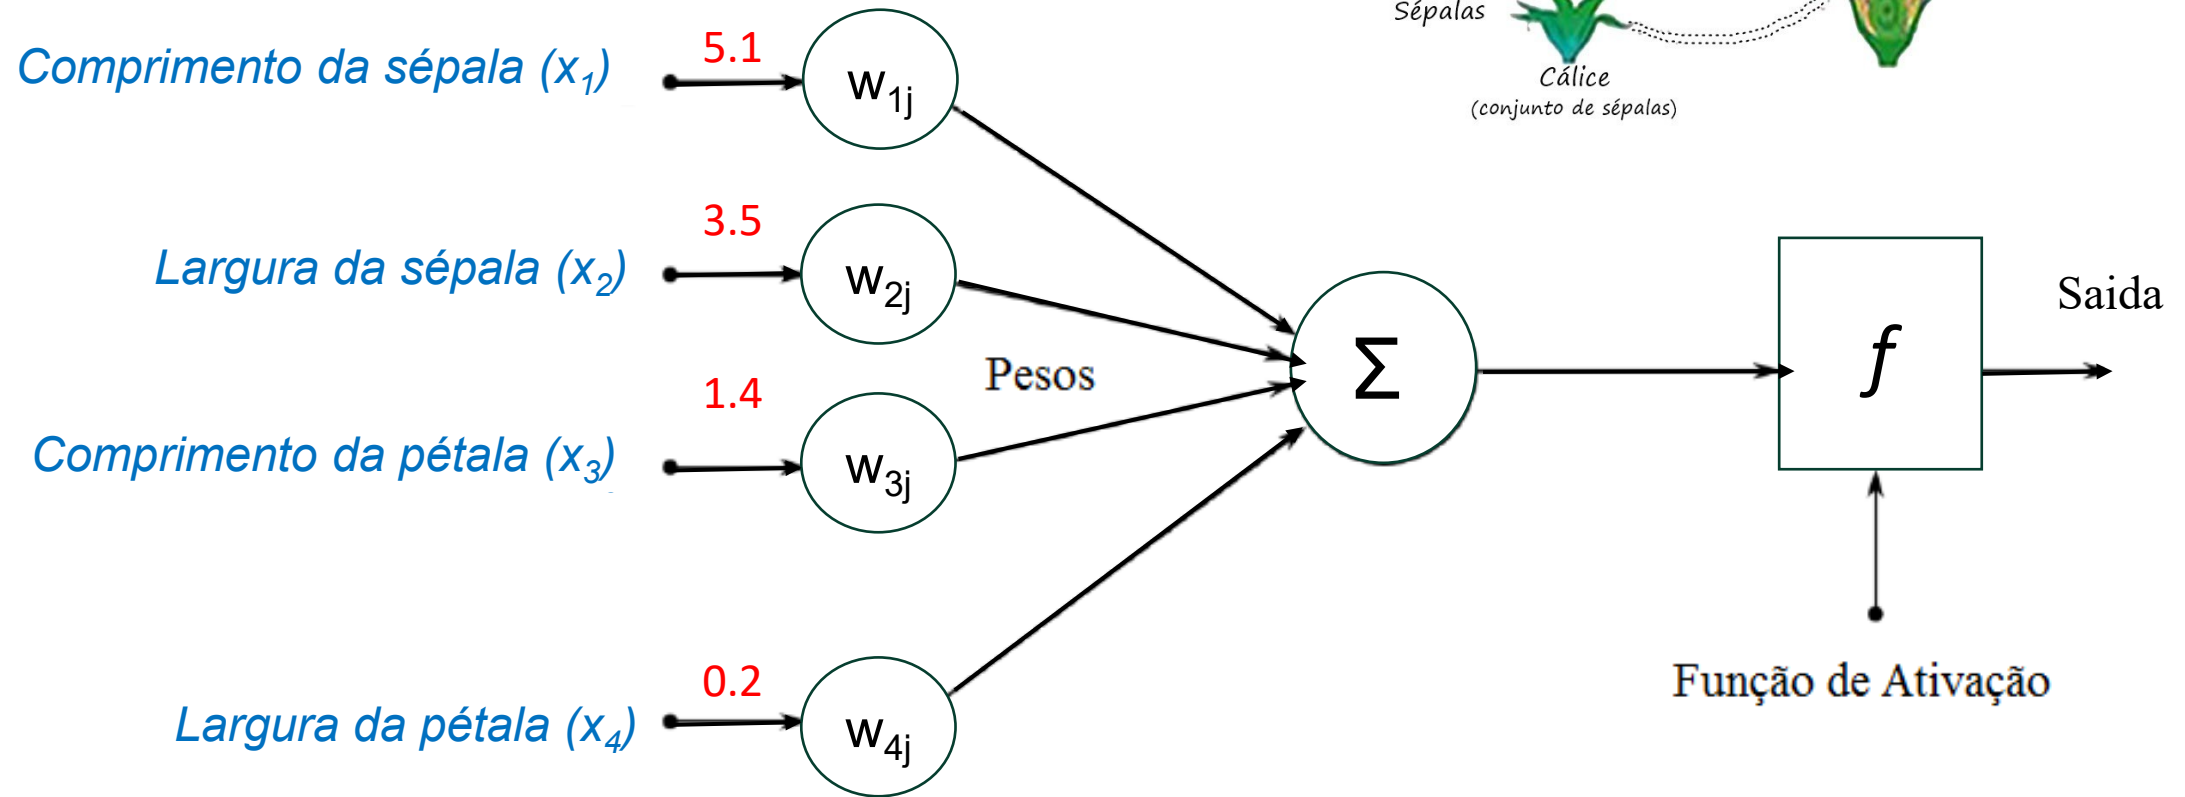 Sépalas
Cálice
(conjunto de sépalas)
Comprimento da sépala (x₁)
5.1
w₁ⱼ
Largura da sépala (x₂)
3.5
w₂ⱼ
Saida
Pesos
Σ
f
Comprimento da pétala (x₃)
1.4
w₃ⱼ
Função de Ativação
Largura da pétala (x₄)
0.2
w₄ⱼ